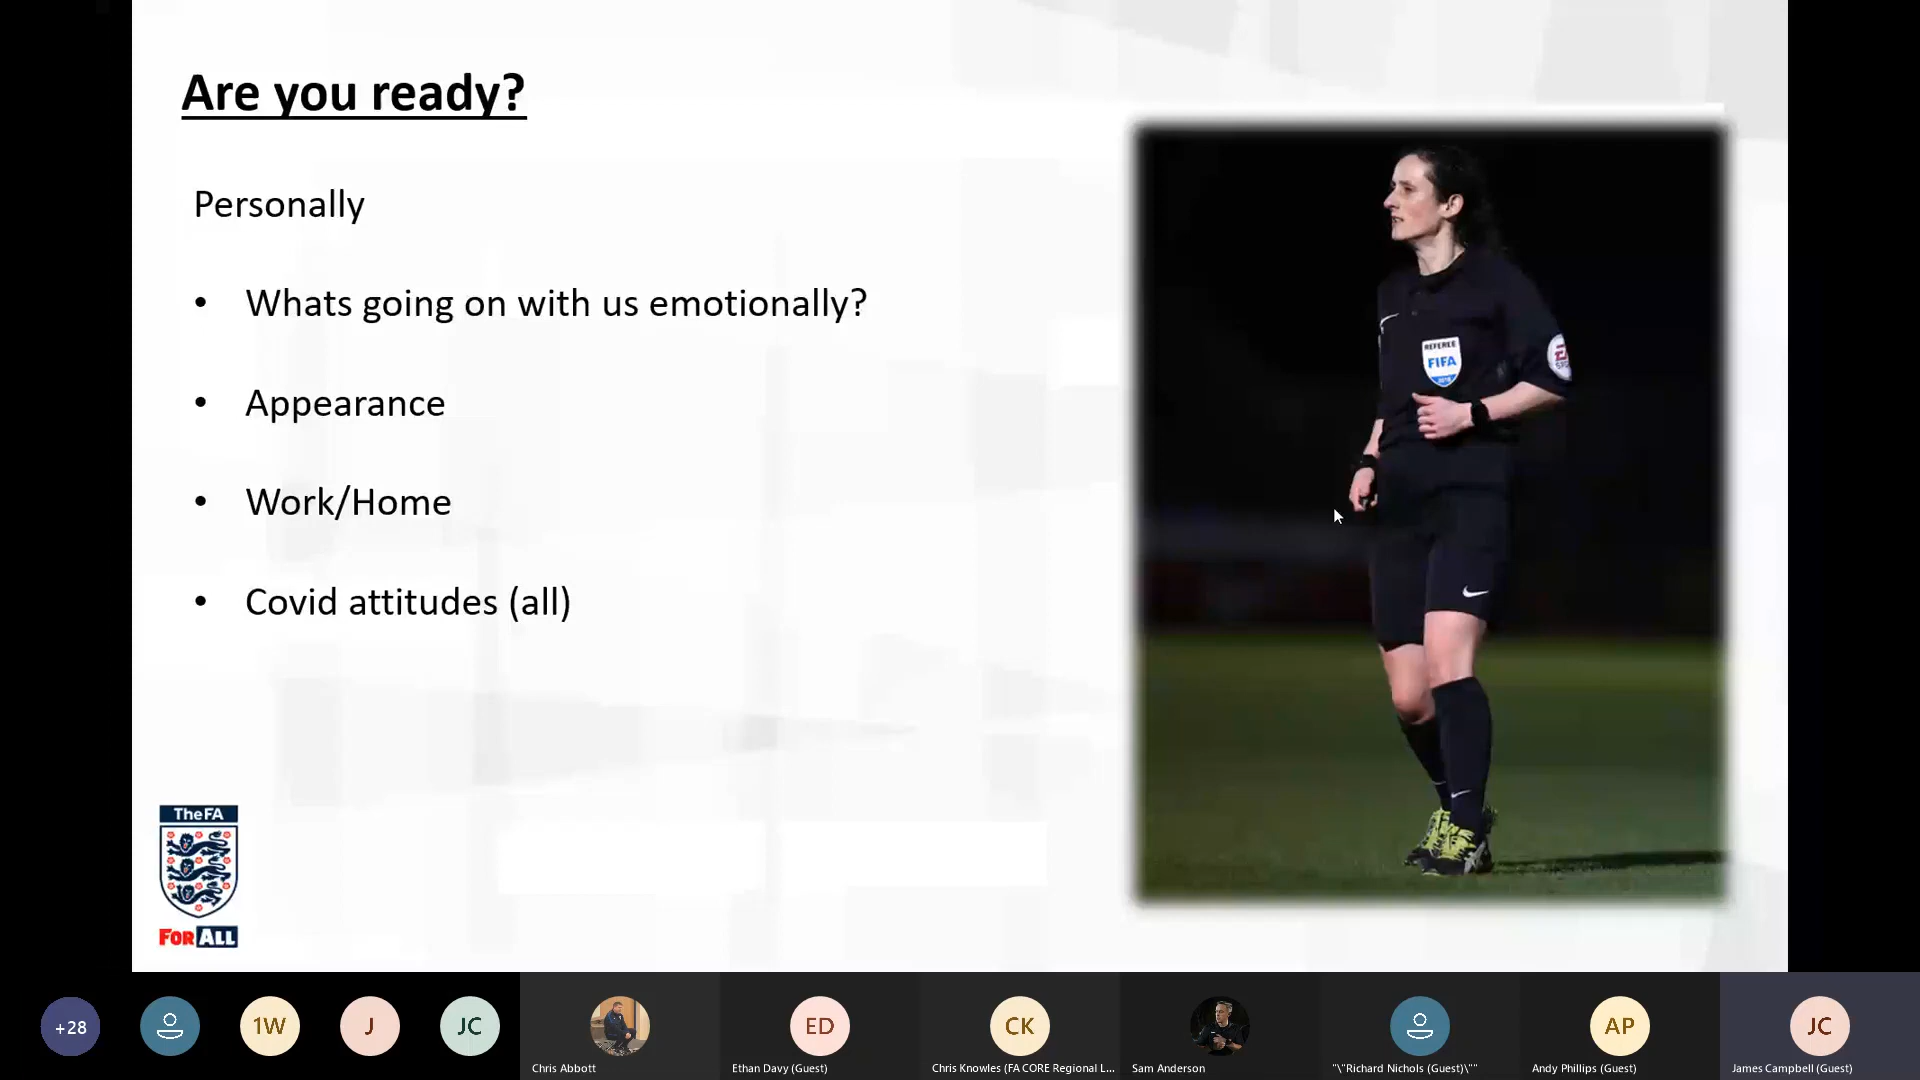 Are you ready?
Personally
• Whats going on with us emotionally?
• Appearance
• Work/Home
• Covid attitudes (all)
REFEREE
FIFA
TheFA
FOR ALL
+28
1W
J
JC
ED
CK
AP
JC
Chris Abbott
Ethan Davy (Guest)
Chris Knowles (FA CORE Regional L...
Sam Anderson
"\"Richard Nichols (Guest)\""
Andy Phillips (Guest)
James Campbell (Guest)